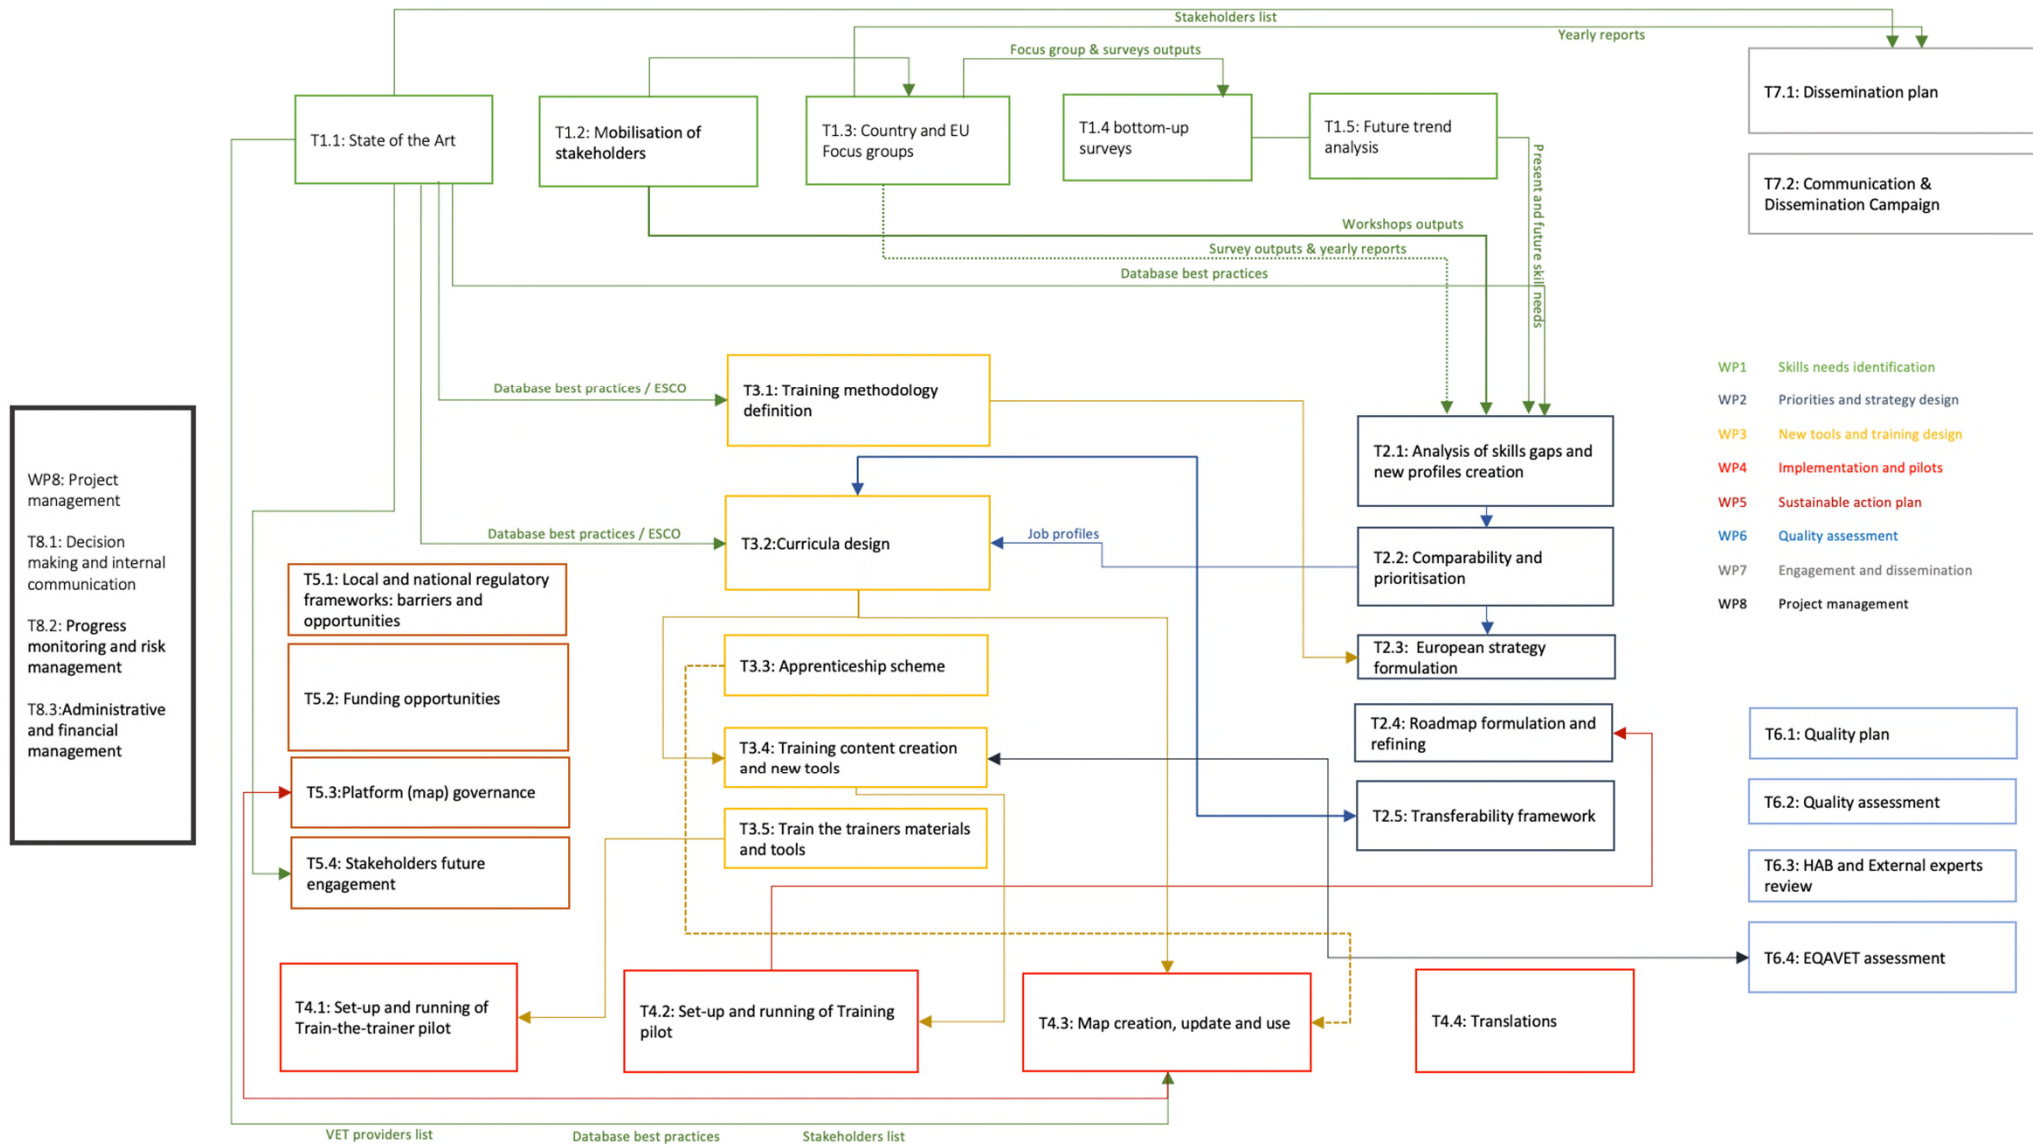 Stakeholders list
Yearly reports
Focus group & surveys outputs
T7.1: Dissemination plan
T1.1: State of the Art
T1.2: Mobilisation of
stakeholders
T1.3: Country and EU
Focus groups
T1.4 bottom-up
surveys
T1.5: Future trend
analysis
Present and future skill needs
T7.2: Communication &
Dissemination Campaign
Workshops outputs
Survey outputs & yearly reports
Database best practices
WP1 Skills needs identification
WP2 Priorities and strategy design
WP3 New tools and training design
WP4 Implementation and pilots
WP5 Sustainable action plan
WP6 Quality assessment
WP7 Engagement and dissemination
WP8 Project management
Database best practices / ESCO
T3.1: Training methodology
definition
T2.1: Analysis of skills gaps and
new profiles creation
WP8: Project
management
T8.1: Decision
making and internal
communication
T8.2: Progress
monitoring and risk
management
T8.3:Administrative
and financial
management
Database best practices / ESCO
T3.2:Curricula design
Job profiles
T2.2: Comparability and
prioritisation
T5.1: Local and national regulatory
frameworks: barriers and
opportunities
T3.3: Apprenticeship scheme
T2.3: European strategy
formulation
T5.2: Funding opportunities
T3.4: Training content creation
and new tools
T2.4: Roadmap formulation and
refining
T6.1: Quality plan
T5.3:Platform (map) governance
T3.5: Train the trainers materials
and tools
T2.5: Transferability framework
T6.2: Quality assessment
T5.4: Stakeholders future
engagement
T6.3: HAB and External experts
review
T6.4: EQAVET assessment
T4.1: Set-up and running of
Train-the-trainer pilot
T4.2: Set-up and running of Training
pilot
T4.3: Map creation, update and use
T4.4: Translations
VET providers list
Database best practices
Stakeholders list